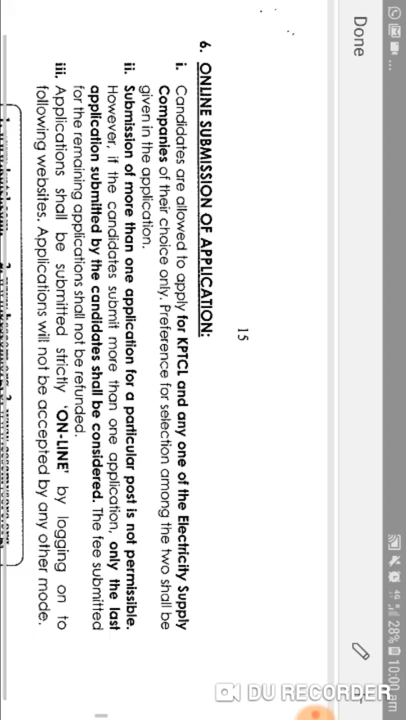 28% 10:00 am
Done
DU RECORDER
15
6. ONLINE SUBMISSION OF APPLICATION:
i. Candidates are allowed to apply for KPTCL and any one of the Electricity Supply
Companies of their choice only. Preference for selection among the two shall be
given in the application.
ii. Submission of more than one application for a particular post is not permissible.
However, if the candidates submit more than one application, only the last
application submitted by the candidates shall be considered. The fee submitted
for the remaining applications shall not be refunded.
iii. Applications shall be submitted strictly 'ON-LINE' by logging on to
following websites. Applications will not be accepted by any other mode.